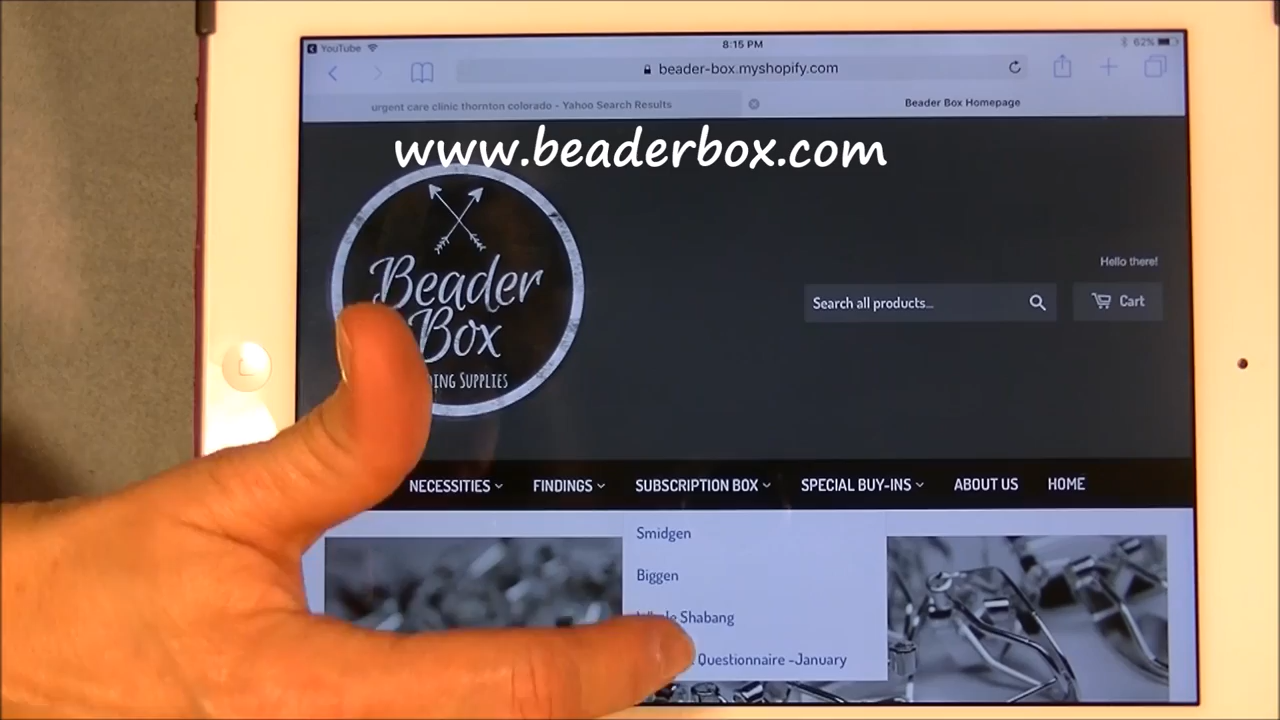 YouTube
8:15 PM
62%
beader-box.myshopify.com
urgent care clinic thornton colorado - Yahoo Search Results
Beader Box Homepage
www.beaderbox.com
Beader
Box
Supplies
Hello there!
Search all products...
Cart
NECESSITIES
FINDINGS
SUBSCRIPTION BOX
SPECIAL BUY-INS
ABOUT US
HOME
Smidgen
Biggen
Shabang
Questionnaire -January